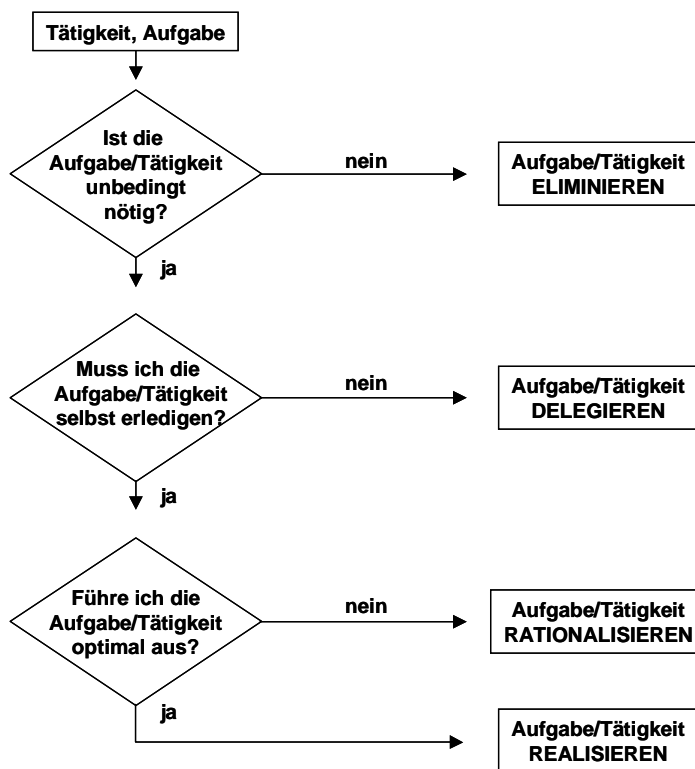 Tätigkeit, Aufgabe
Ist die
Aufgabe/Tätigkeit
unbedingt
nötig?
nein
Aufgabe/Tätigkeit
ELIMINIEREN
ja
Muss ich die
Aufgabe/Tätigkeit
selbst erledigen?
nein
Aufgabe/Tätigkeit
DELEGIEREN
ja
Führe ich die
Aufgabe/Tätigkeit
optimal aus?
nein
Aufgabe/Tätigkeit
RATIONALISIEREN
ja
Aufgabe/Tätigkeit
REALISIEREN